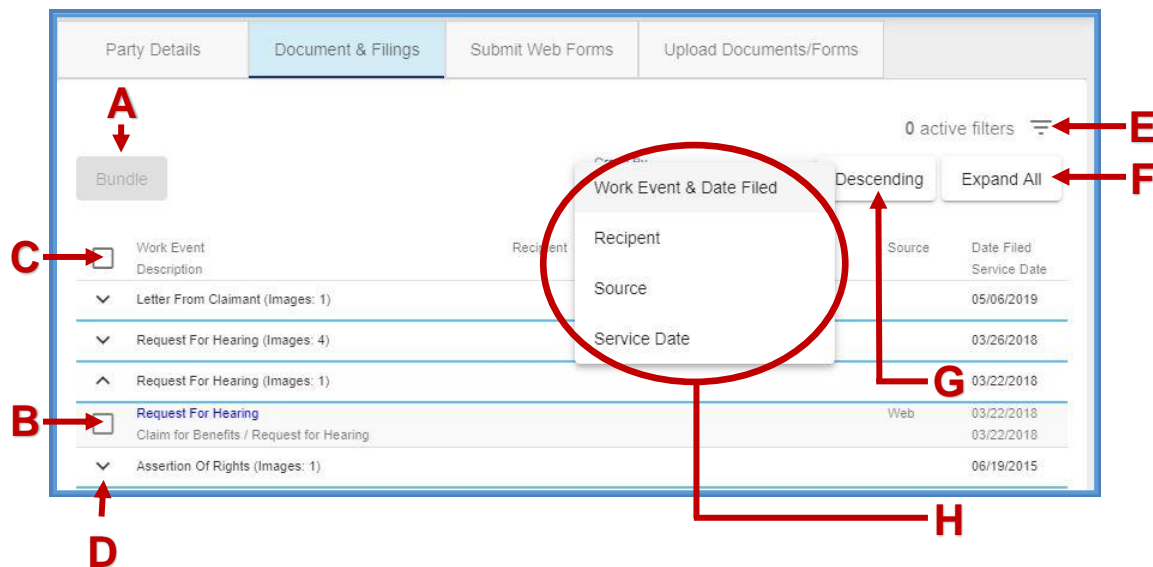 Party Details Document & Filings Submit Web Forms Upload Documents/Forms
A
0 active filters E
Bundle Work Event & Date Filed Descending Expand All F
Recipent
Source
Service Date
C Work Event Source Date Filed
Description Service Date
Letter From Claimant (Images: 1) 05/06/2019
Request For Hearing (Images: 4) 03/26/2018
Request For Hearing (Images: 1) G 03/22/2018
B Request For Hearing Web 03/22/2018
Claim for Benefits / Request for Hearing 03/22/2018
Assertion Of Rights (Images: 1) 06/19/2015
H
D